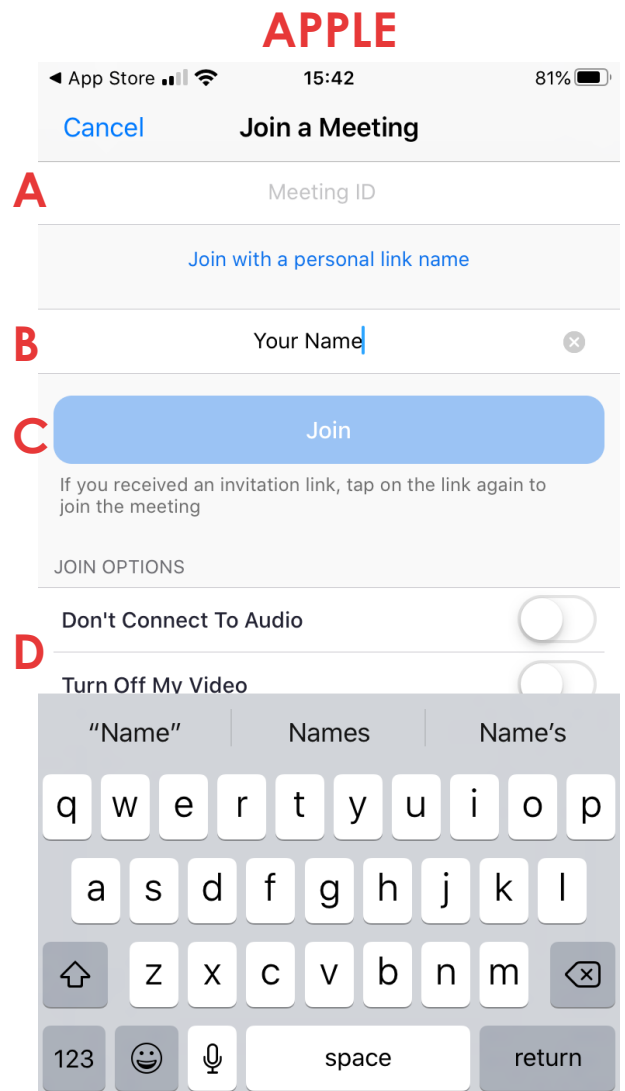 APPLE
◀ App Store 15:42 81%
Cancel Join a Meeting
A Meeting ID
Join with a personal link name
B Your Name
C Join
If you received an invitation link, tap on the link again to
join the meeting
JOIN OPTIONS
Don't Connect To Audio
D
Turn Off My Video
“Name” Names Name’s
q w e r t y u i o p
a s d f g h j k l
z x c v b n m
123 space return